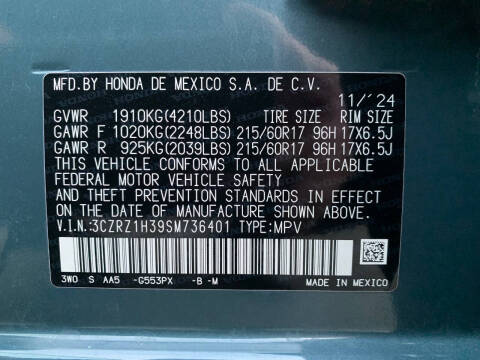 MFD.BY HONDA DE MEXICO S.A. DE C.V.
11/'24
GVWR 1910KG(4210LBS) TIRE SIZE RIM SIZE
GAWR F 1020KG(2248LBS) 215/60R17 96H 17X6.5J
GAWR R 925KG(2039LBS) 215/60R17 96H 17X6.5J
THIS VEHICLE CONFORMS TO ALL APPLICABLE
FEDERAL MOTOR VEHICLE SAFETY
AND THEFT PREVENTION STANDARDS IN EFFECT
ON THE DATE OF MANUFACTURE SHOWN ABOVE.
V.I.N.:3CZRZ1H39SM736401 TYPE:MPV
3W0 S AA5 -G553PX -B-M
MADE IN MEXICO